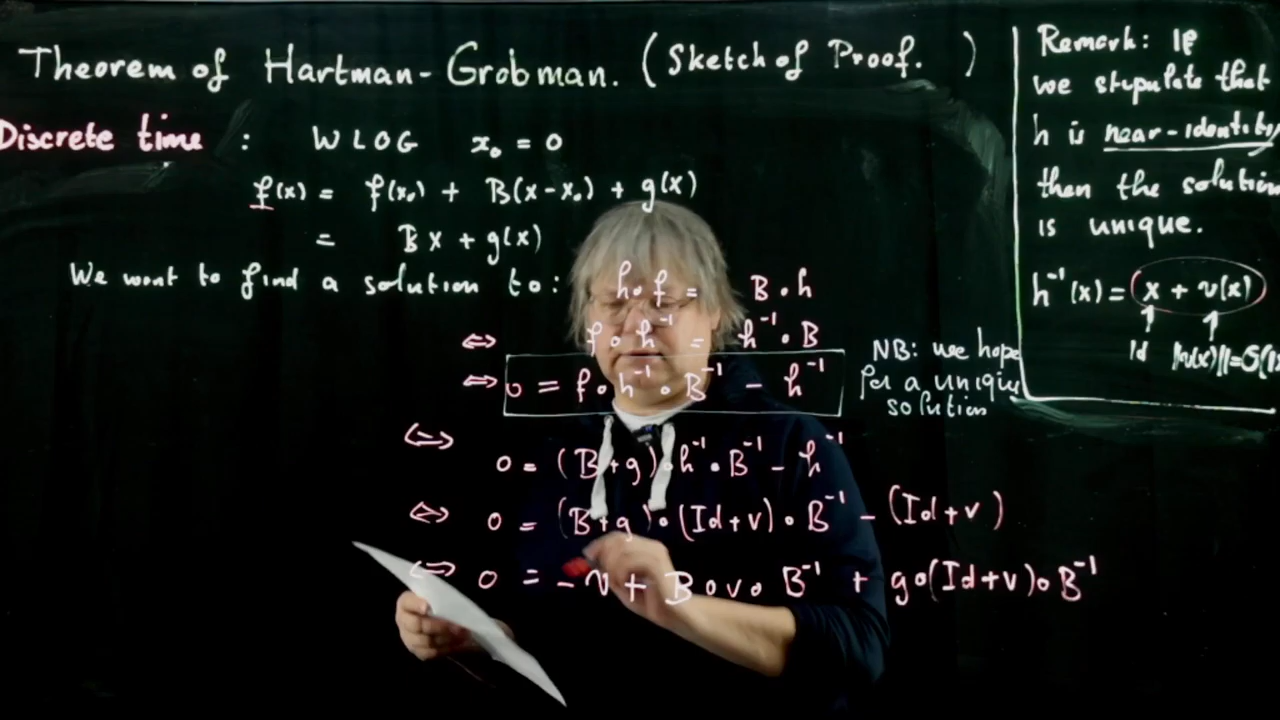 Theorem of Hartman-Grobman. (Sketch of Proof. )
Discrete time : WLOG x₀ = 0
f(x) = f(x₀) + B(x-x₀) + g(x)
= Bx + g(x)
We want to find a solution to: h∘f = B∘h
⇔ f∘h⁻¹ = h⁻¹∘B
⇔ 0 = f∘h⁻¹∘B⁻¹ - h⁻¹
NB: we hope
for a unique
solution
⇔ 0 = (B+g)∘h⁻¹∘B⁻¹ - h⁻¹
⇔ 0 = (B+g)∘(Id+v)∘B⁻¹ - (Id+v)
⇔ 0 = -v + B∘v∘B⁻¹ + g∘(Id+v)∘B⁻¹
Remark: If
we stipulate that
h is near-identity
then the solution
is unique.
h⁻¹(x) = x + v(x)
↑ ↑
Id ‖v(x)‖=